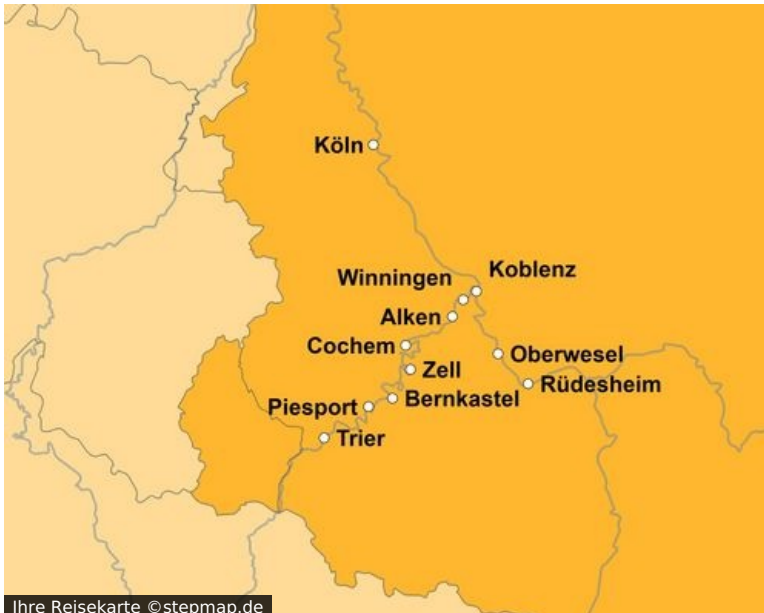 Köln
Koblenz
Winningen
Alken
Cochem
Oberwesel
Zell
Rüdesheim
Bernkastel
Piesport
Trier
Ihre Reisekarte ©stepmap.de